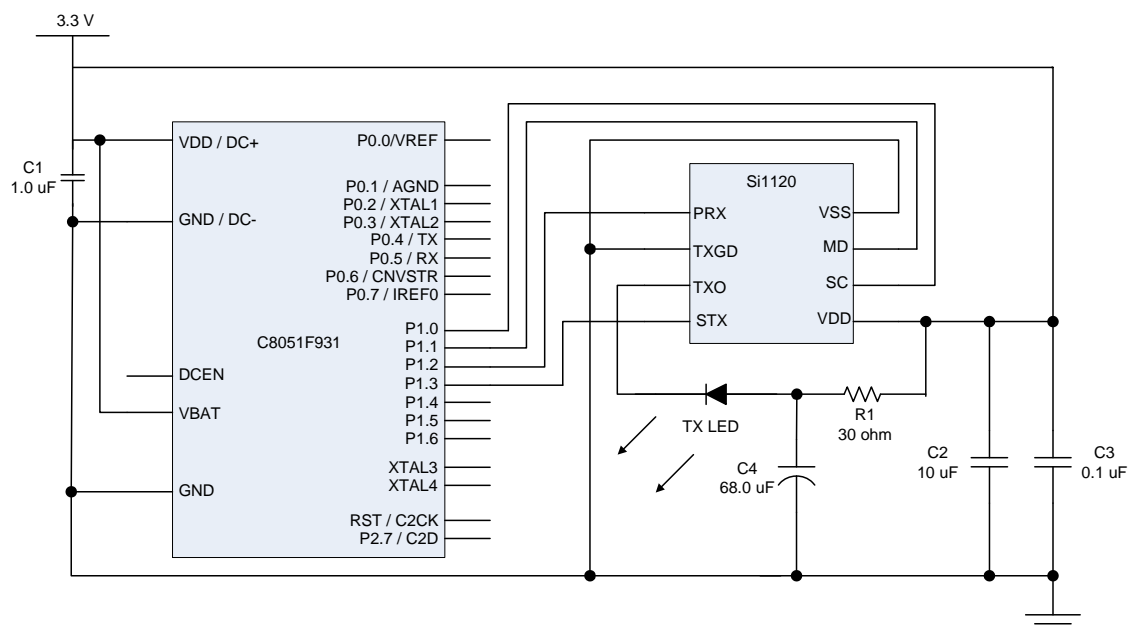 3.3 V
C1
1.0 uF
VDD / DC+
GND / DC-
DCEN
VBAT
GND
C8051F931
P0.0/VREF
P0.1 / AGND
P0.2 / XTAL1
P0.3 / XTAL2
P0.4 / TX
P0.5 / RX
P0.6 / CNVSTR
P0.7 / IREF0
P1.0
P1.1
P1.2
P1.3
P1.4
P1.5
P1.6
XTAL3
XTAL4
RST / C2CK
P2.7 / C2D
Si1120
PRX
TXGD
TXO
STX
VSS
MD
SC
VDD
TX LED
R1
30 ohm
C4
68.0 uF
C2
10 uF
C3
0.1 uF